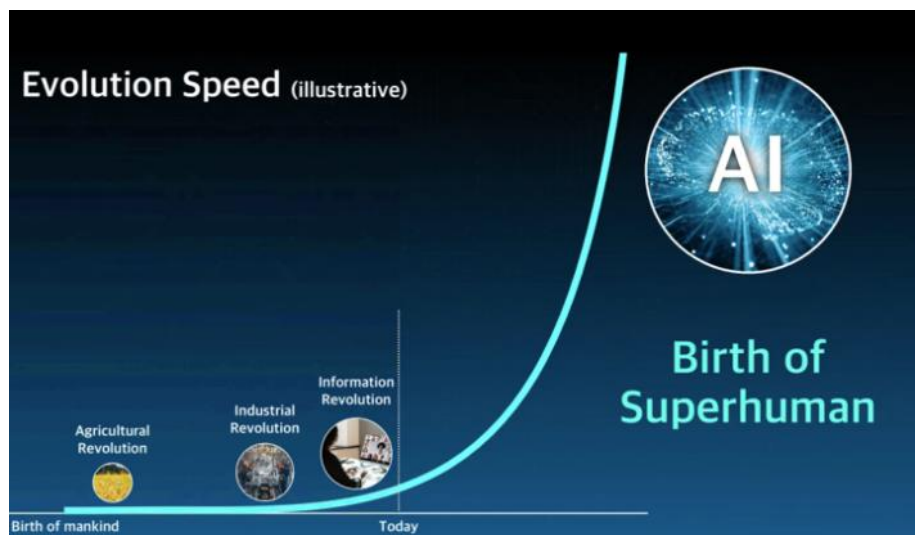 Evolution Speed (illustrative)
AI
Birth of
Superhuman
Information
Revolution
Industrial
Revolution
Agricultural
Revolution
Birth of mankind
Today